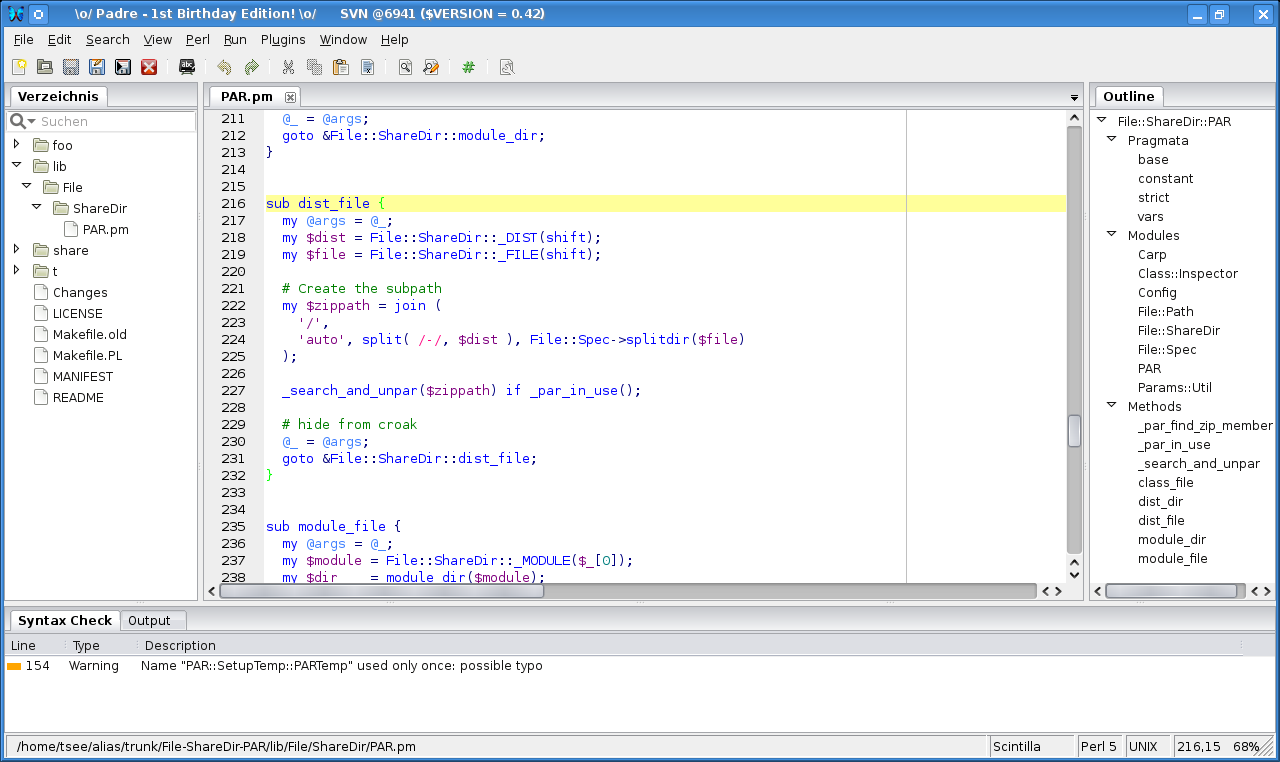 \o/ Padre - 1st Birthday Edition! \o/ SVN @6941 ($VERSION = 0.42)
File Edit Search View Perl Run Plugins Window Help
abc
#
Verzeichnis
Suchen
foo
lib
File
ShareDir
PAR.pm
share
t
Changes
LICENSE
Makefile.old
Makefile.PL
MANIFEST
README
PAR.pm
211 @_ = @args;
212 goto &File::ShareDir::module_dir;
213 }
214
215
216 sub dist_file {
217 my @args = @_;
218 my $dist = File::ShareDir::_DIST(shift);
219 my $file = File::ShareDir::_FILE(shift);
220
221 # Create the subpath
222 my $zippath = join (
223 '/',
224 'auto', split( /-/, $dist ), File::Spec->splitdir($file)
225 );
226
227 _search_and_unpar($zippath) if _par_in_use();
228
229 # hide from croak
230 @_ = @args;
231 goto &File::ShareDir::dist_file;
232 }
233
234
235 sub module_file {
236 my @args = @_;
237 my $module = File::ShareDir::_MODULE($_[0]);
238 my $dir = module_dir($module);
Outline
File::ShareDir::PAR
Pragmata
base
constant
strict
vars
Modules
Carp
Class::Inspector
Config
File::Path
File::ShareDir
File::Spec
PAR
Params::Util
Methods
_par_find_zip_member
_par_in_use
_search_and_unpar
class_file
dist_dir
dist_file
module_dir
module_file
Syntax Check Output
Line Type Description
154 Warning Name "PAR::SetupTemp::PARTemp" used only once: possible typo
/home/tsee/alias/trunk/File-ShareDir-PAR/lib/File/ShareDir/PAR.pm Scintilla Perl 5 UNIX 216,15 68%